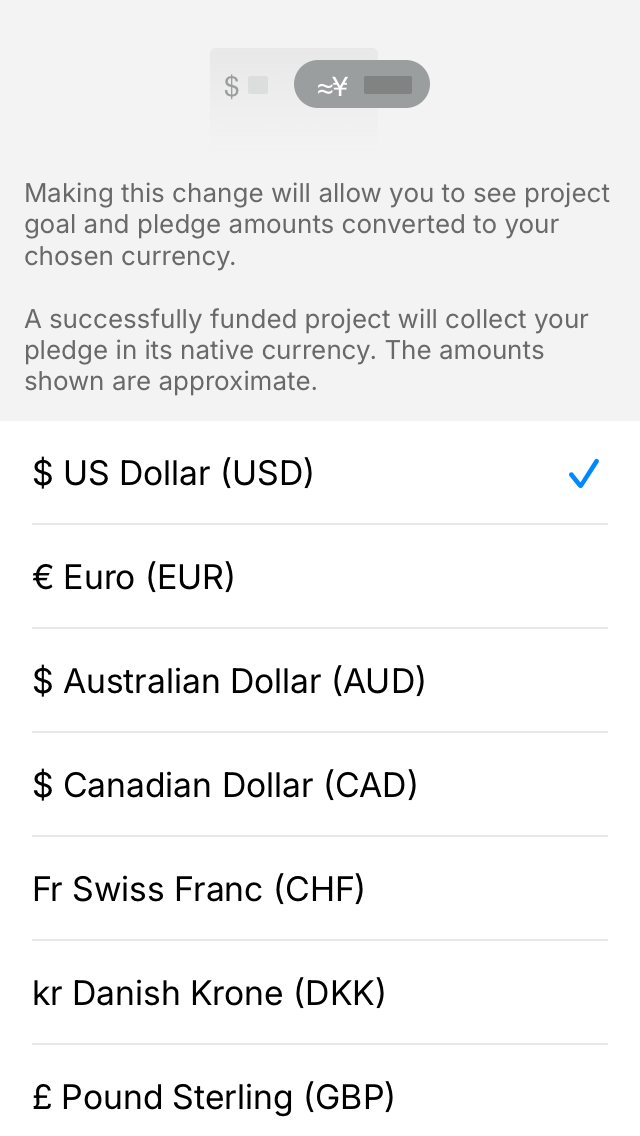 $
≈¥
Making this change will allow you to see project
goal and pledge amounts converted to your
chosen currency.
A successfully funded project will collect your
pledge in its native currency. The amounts
shown are approximate.
$ US Dollar (USD)
€ Euro (EUR)
$ Australian Dollar (AUD)
$ Canadian Dollar (CAD)
Fr Swiss Franc (CHF)
kr Danish Krone (DKK)
£ Pound Sterling (GBP)